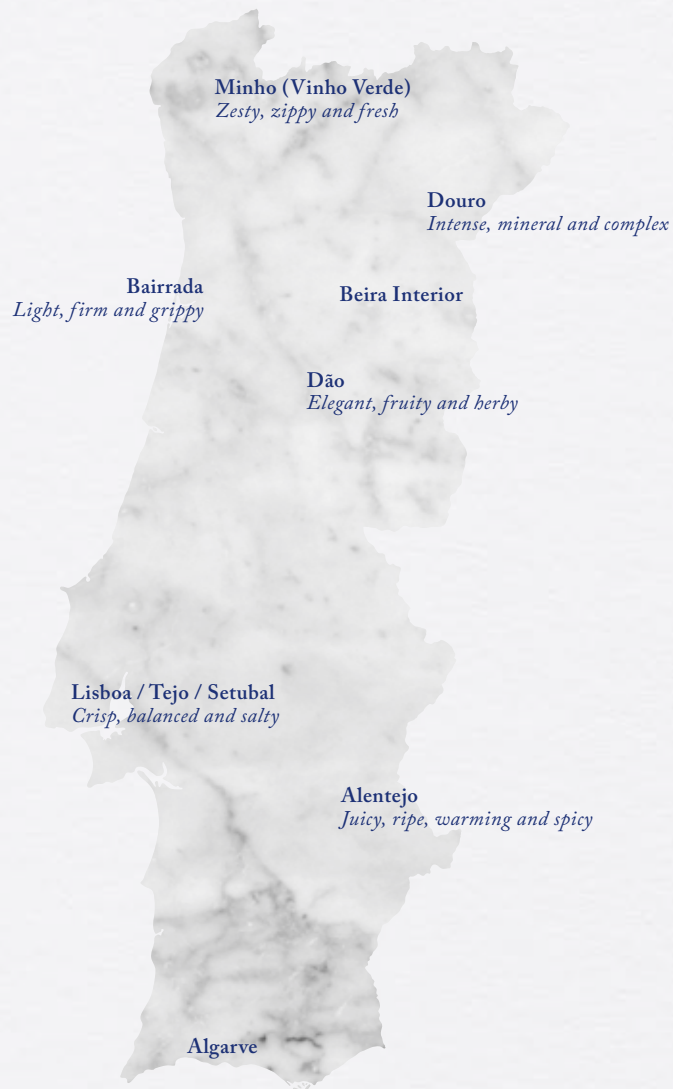 Minho (Vinho Verde)
Zesty, zippy and fresh
Douro
Intense, mineral and complex
Bairrada
Light, firm and grippy
Beira Interior
Dão
Elegant, fruity and herby
Lisboa / Tejo / Setubal
Crisp, balanced and salty
Alentejo
Juicy, ripe, warming and spicy
Algarve